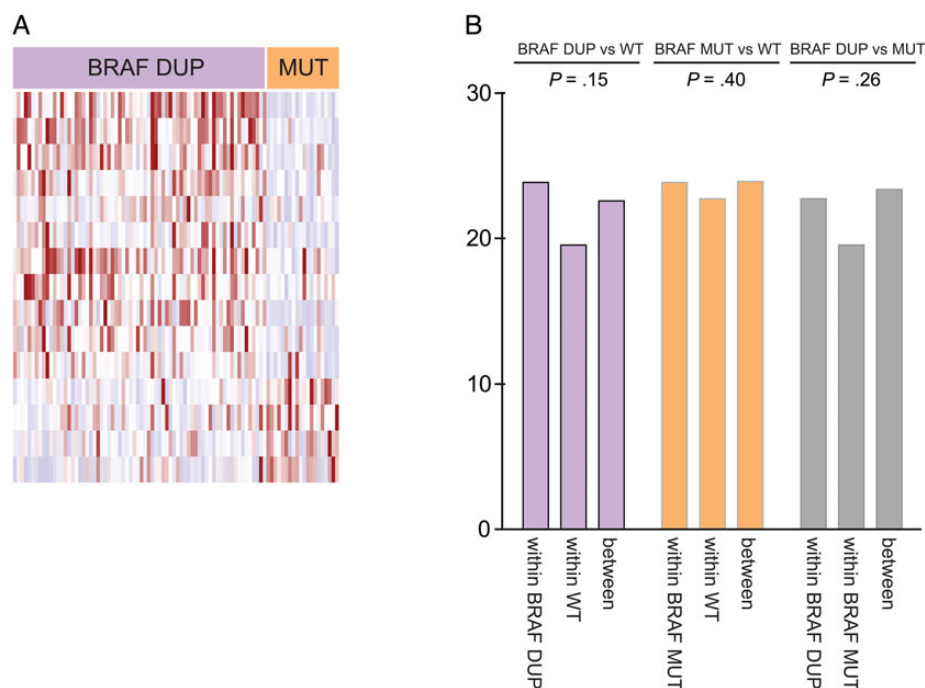 A
BRAF DUP
MUT
B
BRAF DUP vs WT
BRAF MUT vs WT
BRAF DUP vs MUT
P = .15
P = .40
P = .26
30
20
10
0
within BRAF DUP
within WT
between
within BRAF MUT
within WT
between
within BRAF DUP
within BRAF MUT
between